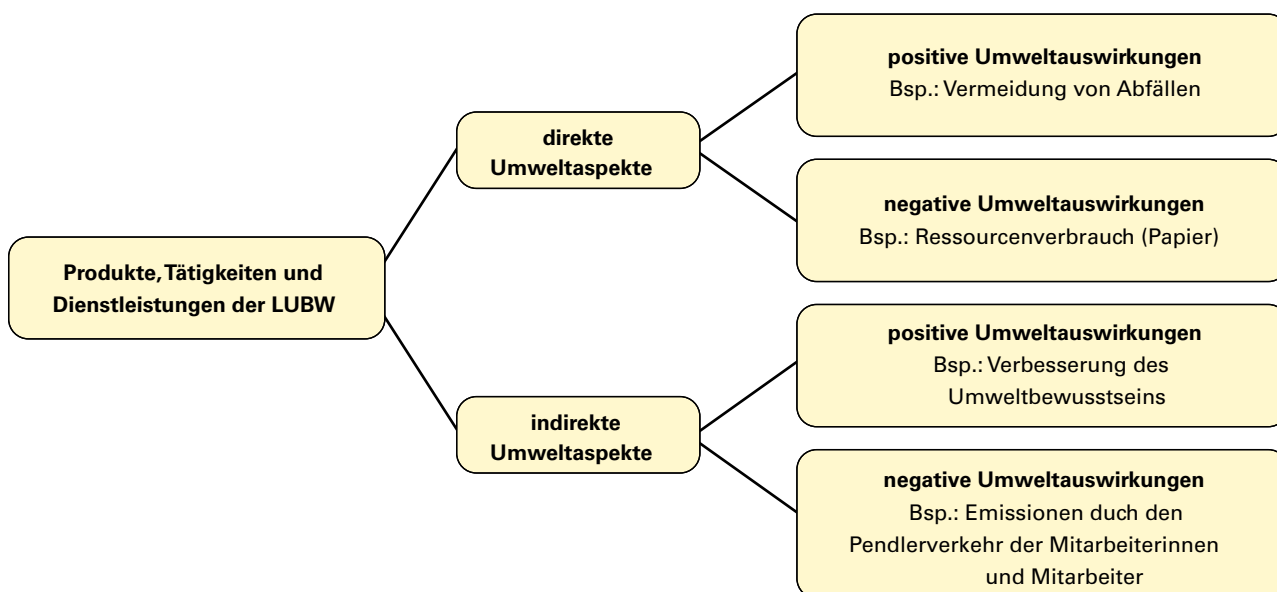 positive Umweltauswirkungen
Bsp.: Vermeidung von Abfällen
direkte
Umweltaspekte
negative Umweltauswirkungen
Bsp.: Ressourcenverbrauch (Papier)
Produkte, Tätigkeiten und
Dienstleistungen der LUBW
positive Umweltauswirkungen
Bsp.: Verbesserung des
Umweltbewusstseins
indirekte
Umweltaspekte
negative Umweltauswirkungen
Bsp.: Emissionen duch den
Pendlerverkehr der Mitarbeiterinnen
und Mitarbeiter